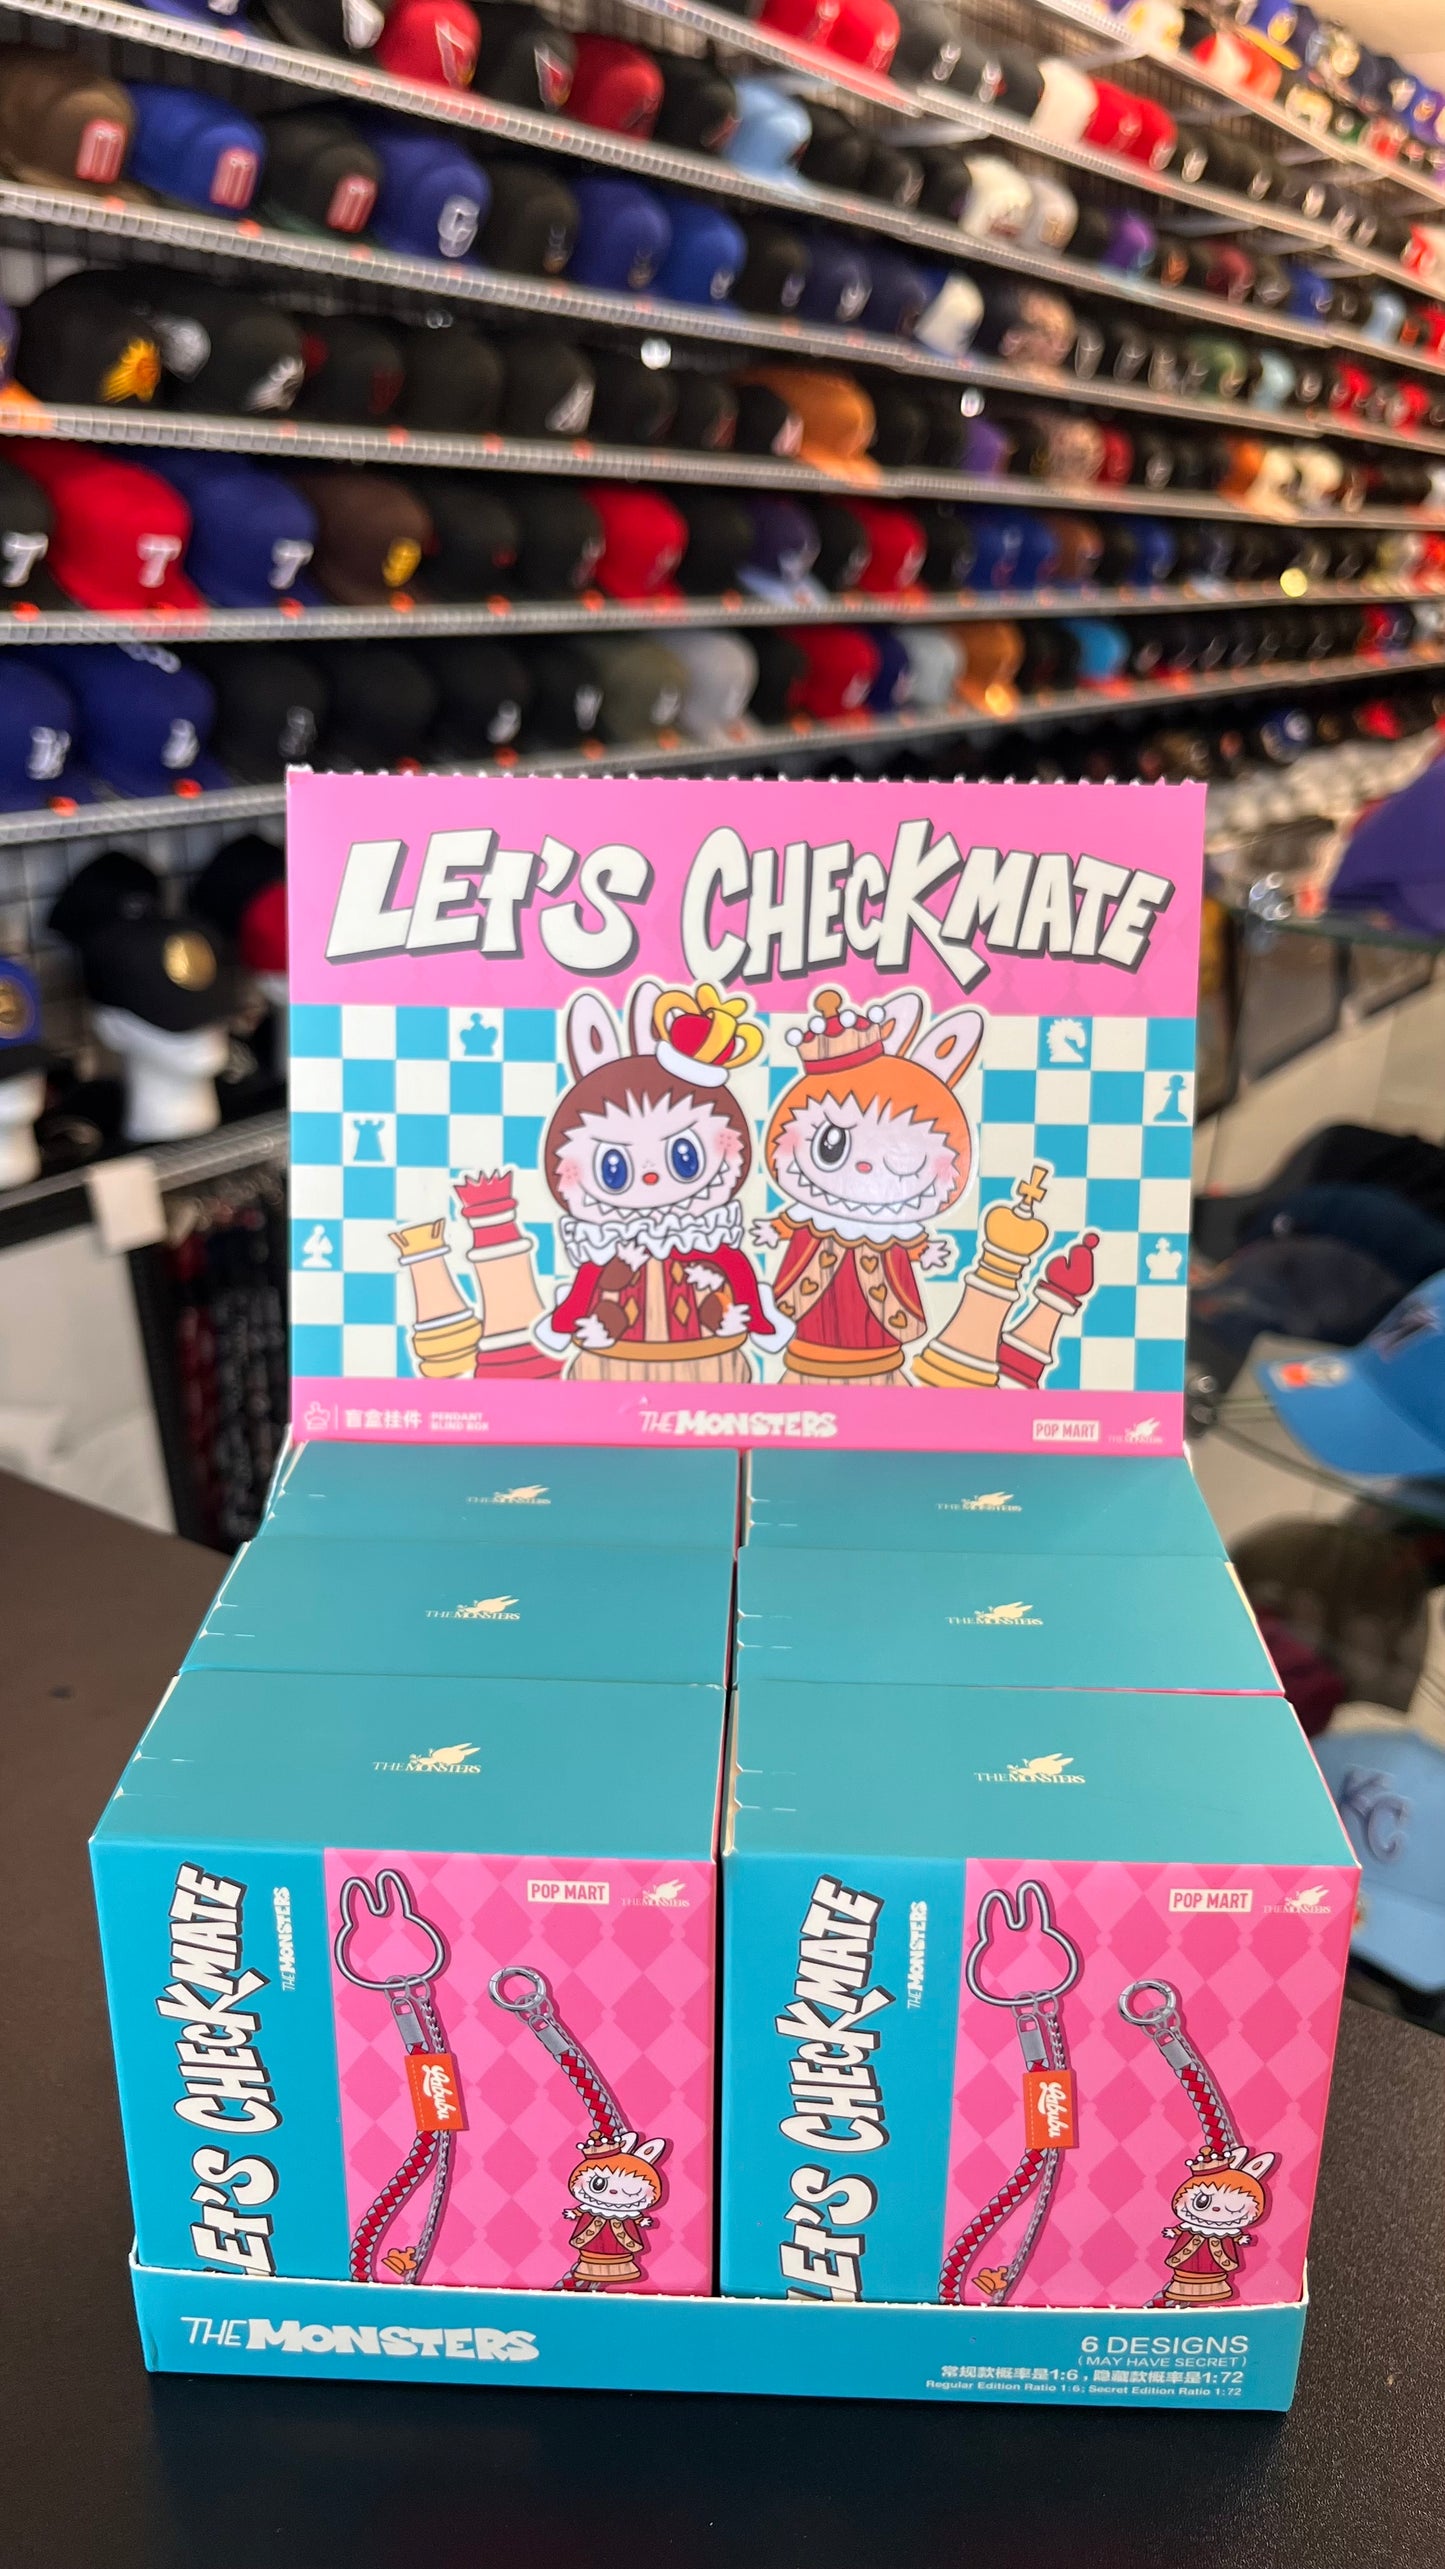 LET'S CHECKMATE
盲盒挂件
PENDANT
BLIND BOX
THE MONSTERS
POP MART
THE MONSTERS
THE MONSTERS
THE MONSTERS
THE MONSTERS
THE MONSTERS
THE MONSTERS
THE MONSTERS
LET'S CHECKMATE
THE MONSTERS
POP MART
THE MONSTERS
Labubu
LET'S CHECKMATE
THE MONSTERS
POP MART
THE MONSTERS
Labubu
THE MONSTERS
6 DESIGNS
(MAY HAVE SECRET)
常规款概率是1:6，隐藏款概率是1:72
Regular Edition Ratio 1:6; Secret Edition Ratio 1:72
T
T
T
KC